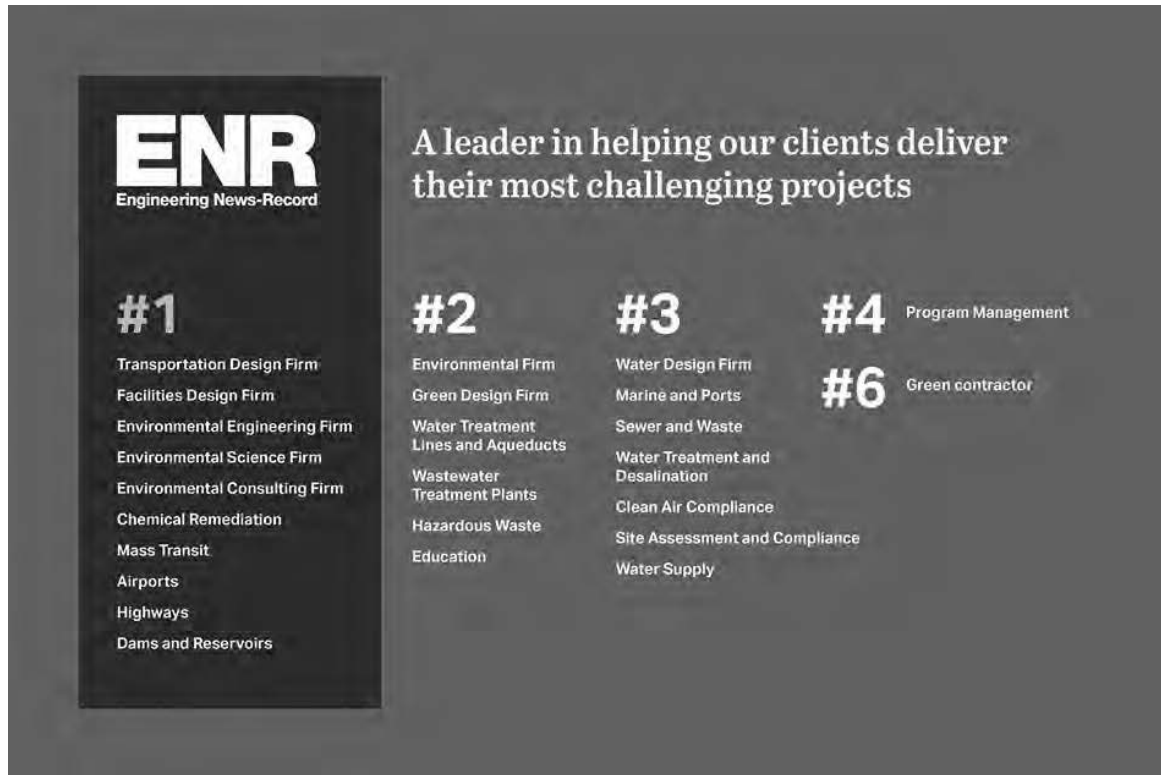 ENR
Engineering News-Record
A leader in helping our clients deliver
their most challenging projects
#1
Transportation Design Firm
Facilities Design Firm
Environmental Engineering Firm
Environmental Science Firm
Environmental Consulting Firm
Chemical Remediation
Mass Transit
Airports
Highways
Dams and Reservoirs
#2
Environmental Firm
Green Design Firm
Water Treatment
Lines and Aqueducts
Wastewater
Treatment Plants
Hazardous Waste
Education
#3
Water Design Firm
Marine and Ports
Sewer and Waste
Water Treatment and
Desalination
Clean Air Compliance
Site Assessment and Compliance
Water Supply
#4 Program Management
#6 Green contractor